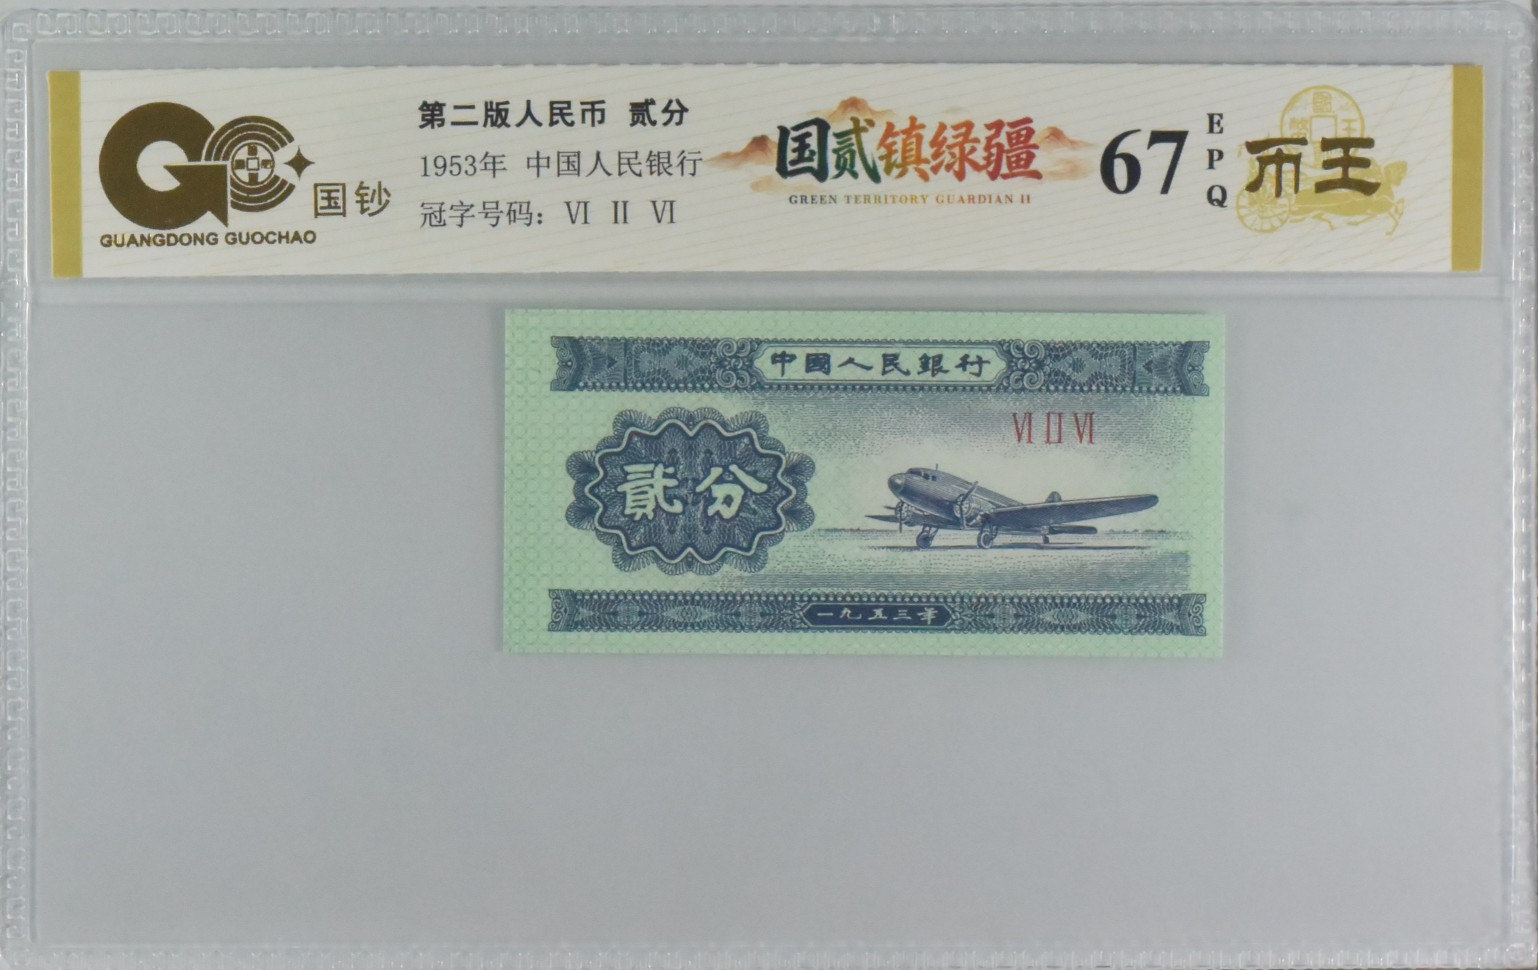 GUANGDONG GUOCHAO
国钞
第二版人民币 贰分
1953年 中国人民银行
冠字号码：Ⅵ Ⅱ Ⅵ
国贰镇绿疆
GREEN TERRITORY GUARDIAN II
67
EPQ
币王
中國人民銀行
Ⅵ Ⅱ Ⅵ
貳分
一九五三年